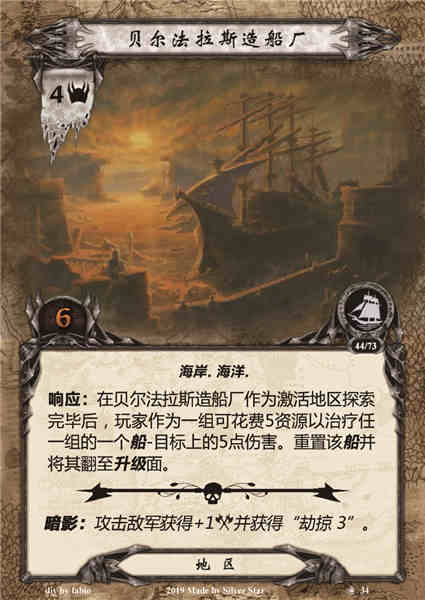 贝尔法拉斯造船厂
4
6
44/73
海岸. 海洋.
响应：在贝尔法拉斯造船厂作为激活地区探索
完毕后，玩家作为一组可花费5资源以治疗任
一组的一个船-目标上的5点伤害。重置该船并
将其翻至升级面。
暗影：攻击敌军获得+1并获得“劫掠 3”。
地 区
diy by fabio
2019 Made by Silver Star
34